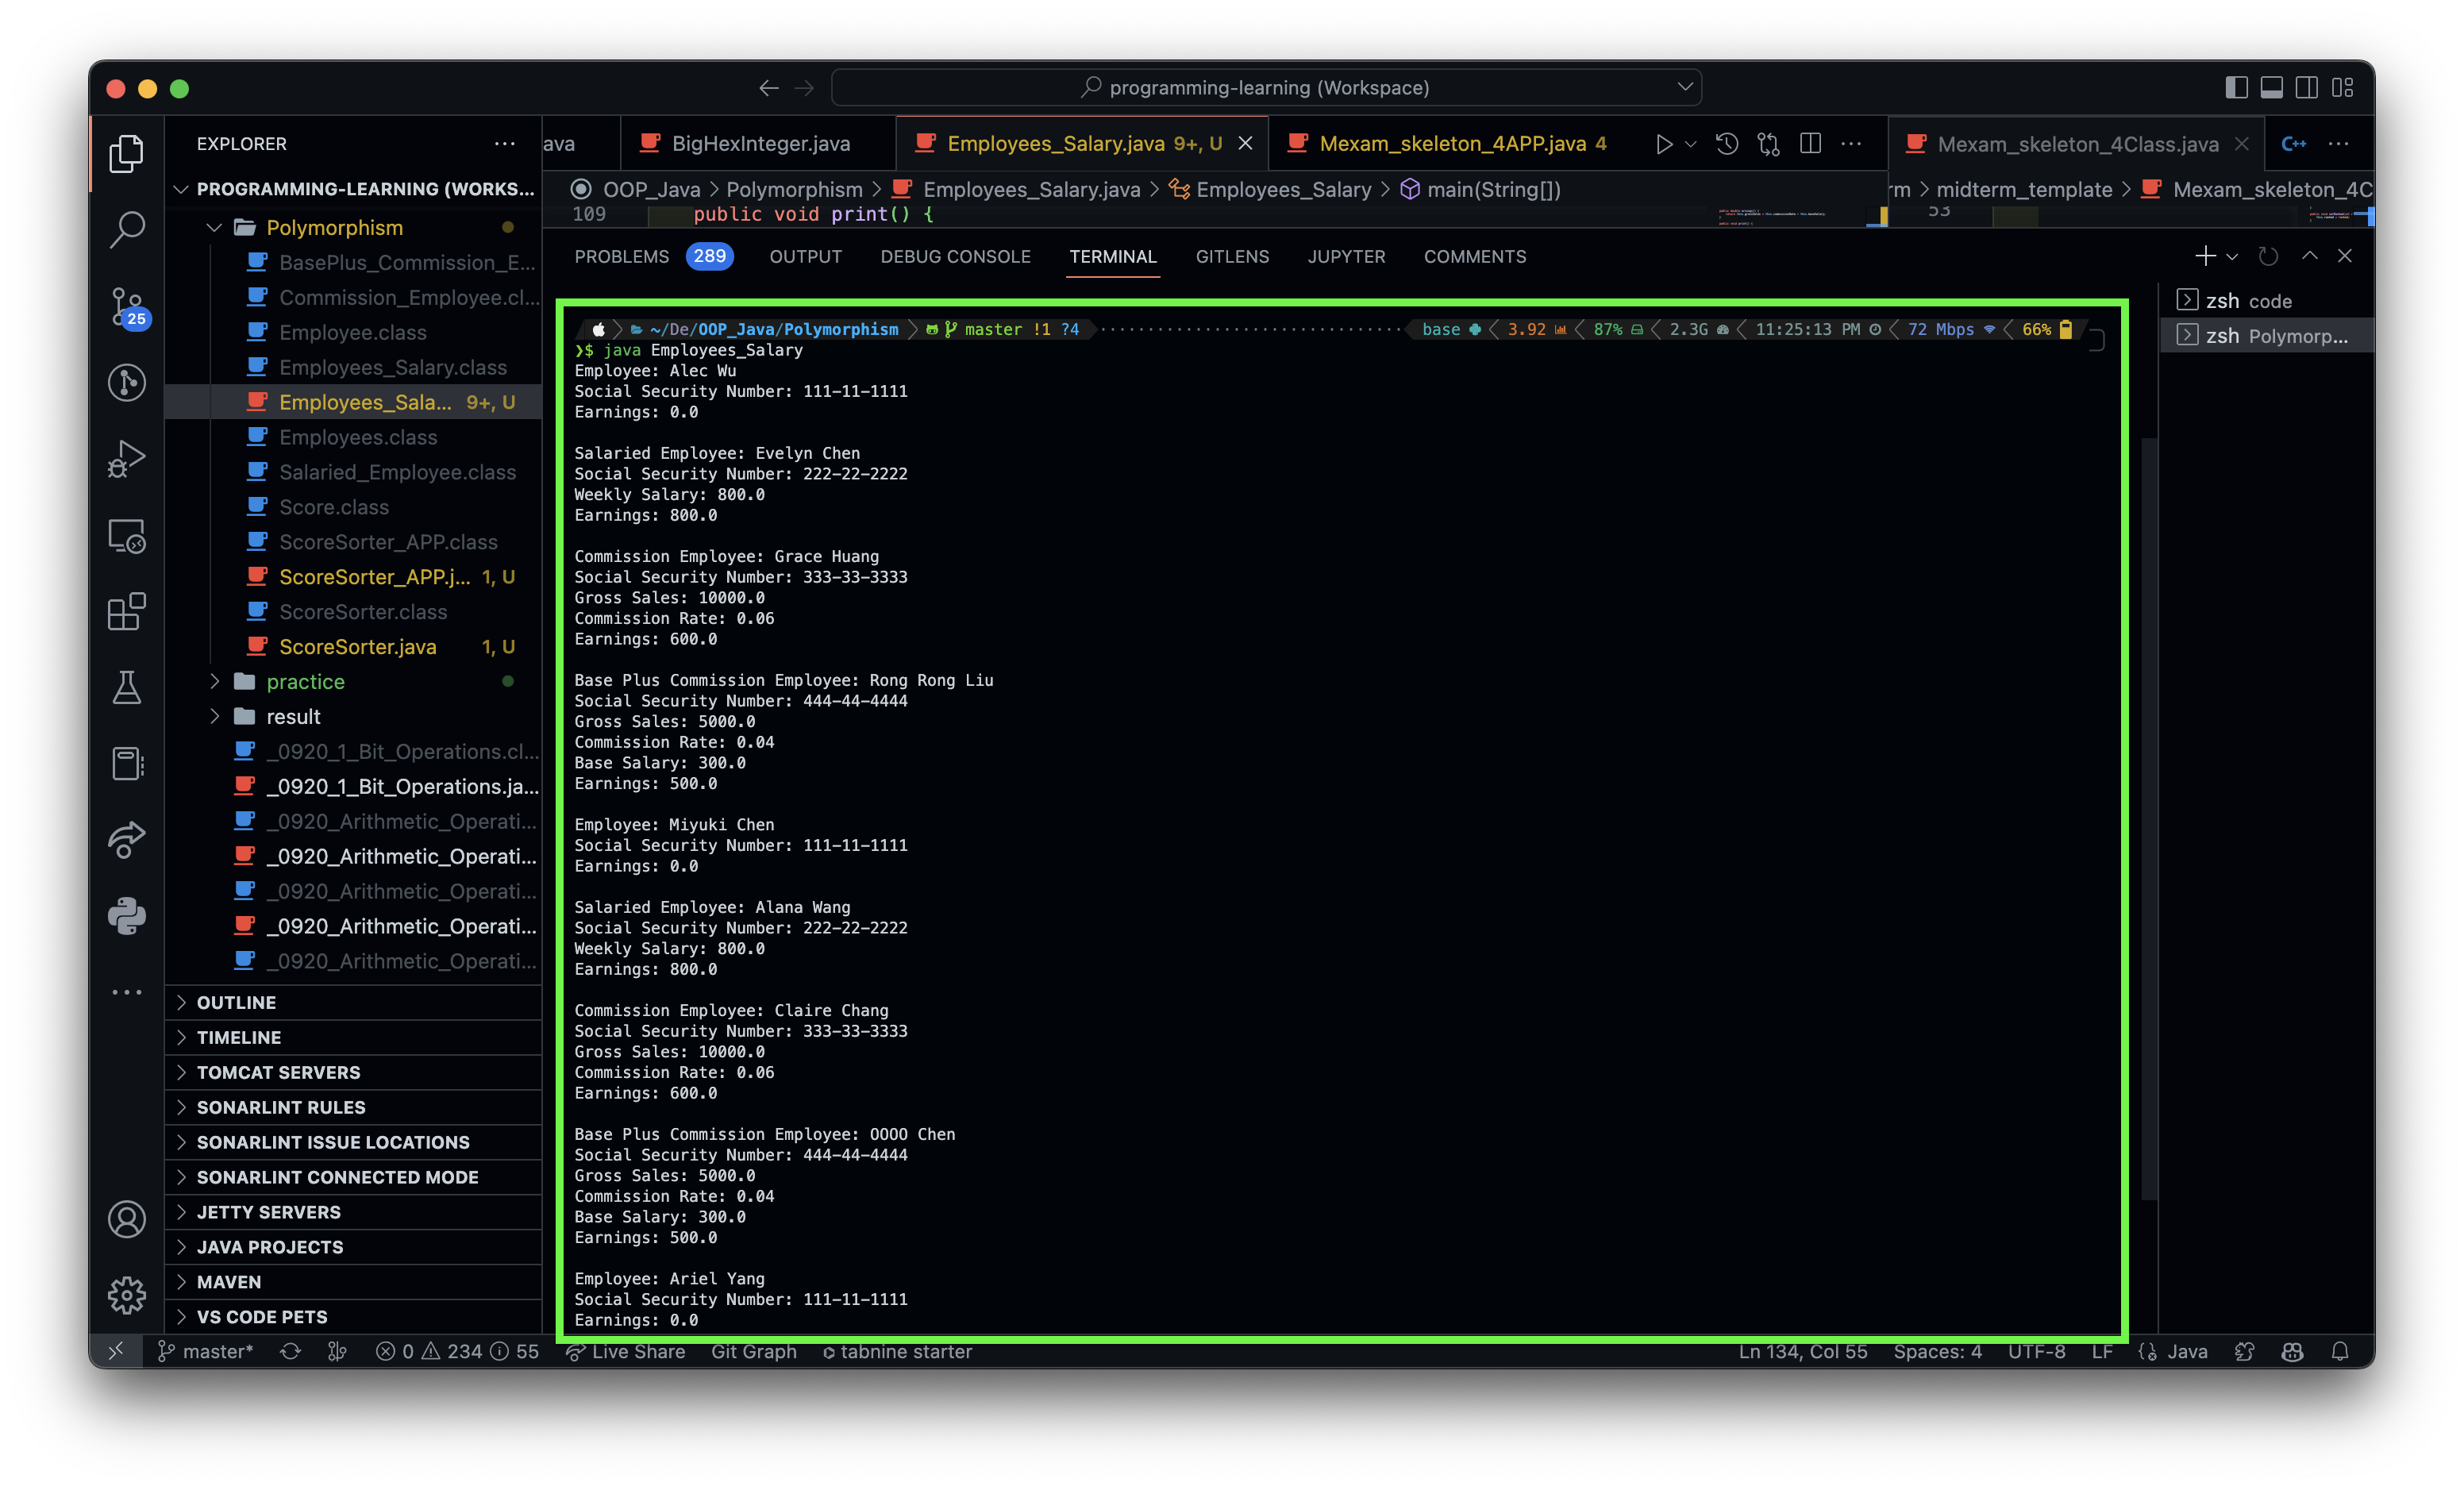 programming-learning (Workspace)
EXPLORER
ava
BigHexInteger.java
Employees_Salary.java 9+, U
Mexam_skeleton_4APP.java 4
Mexam_skeleton_4Class.java
C++
PROGRAMMING-LEARNING (WORKS...
OOP_Java > Polymorphism > Employees_Salary.java > Employees_Salary > main(String[])
rm > midterm_template > Mexam_skeleton_4C
109 public void print() {
53
Polymorphism
BasePlus_Commission_E...
Commission_Employee.cl...
Employee.class
Employees_Salary.class
Employees_Sala... 9+, U
Employees.class
Salaried_Employee.class
Score.class
ScoreSorter_APP.class
ScoreSorter_APP.j... 1, U
ScoreSorter.class
ScoreSorter.java 1, U
practice
result
_0920_1_Bit_Operations.cl...
_0920_1_Bit_Operations.ja...
_0920_Arithmetic_Operati...
_0920_Arithmetic_Operati...
_0920_Arithmetic_Operati...
_0920_Arithmetic_Operati...
_0920_Arithmetic_Operati...
OUTLINE
TIMELINE
TOMCAT SERVERS
SONARLINT RULES
SONARLINT ISSUE LOCATIONS
SONARLINT CONNECTED MODE
JETTY SERVERS
JAVA PROJECTS
MAVEN
VS CODE PETS
25
PROBLEMS 289 OUTPUT DEBUG CONSOLE TERMINAL GITLENS JUPYTER COMMENTS
zsh code
zsh Polymorp...
~/De/OOP_Java/Polymorphism master !1 ?4 base 3.92 87% 2.3G 11:25:13 PM 72 Mbps 66%
❯$ java Employees_Salary
Employee: Alec Wu
Social Security Number: 111-11-1111
Earnings: 0.0
Salaried Employee: Evelyn Chen
Social Security Number: 222-22-2222
Weekly Salary: 800.0
Earnings: 800.0
Commission Employee: Grace Huang
Social Security Number: 333-33-3333
Gross Sales: 10000.0
Commission Rate: 0.06
Earnings: 600.0
Base Plus Commission Employee: Rong Rong Liu
Social Security Number: 444-44-4444
Gross Sales: 5000.0
Commission Rate: 0.04
Base Salary: 300.0
Earnings: 500.0
Employee: Miyuki Chen
Social Security Number: 111-11-1111
Earnings: 0.0
Salaried Employee: Alana Wang
Social Security Number: 222-22-2222
Weekly Salary: 800.0
Earnings: 800.0
Commission Employee: Claire Chang
Social Security Number: 333-33-3333
Gross Sales: 10000.0
Commission Rate: 0.06
Earnings: 600.0
Base Plus Commission Employee: OOOO Chen
Social Security Number: 444-44-4444
Gross Sales: 5000.0
Commission Rate: 0.04
Base Salary: 300.0
Earnings: 500.0
Employee: Ariel Yang
Social Security Number: 111-11-1111
Earnings: 0.0
master* 0 234 55 Live Share Git Graph tabnine starter Ln 134, Col 55 Spaces: 4 UTF-8 LF Java